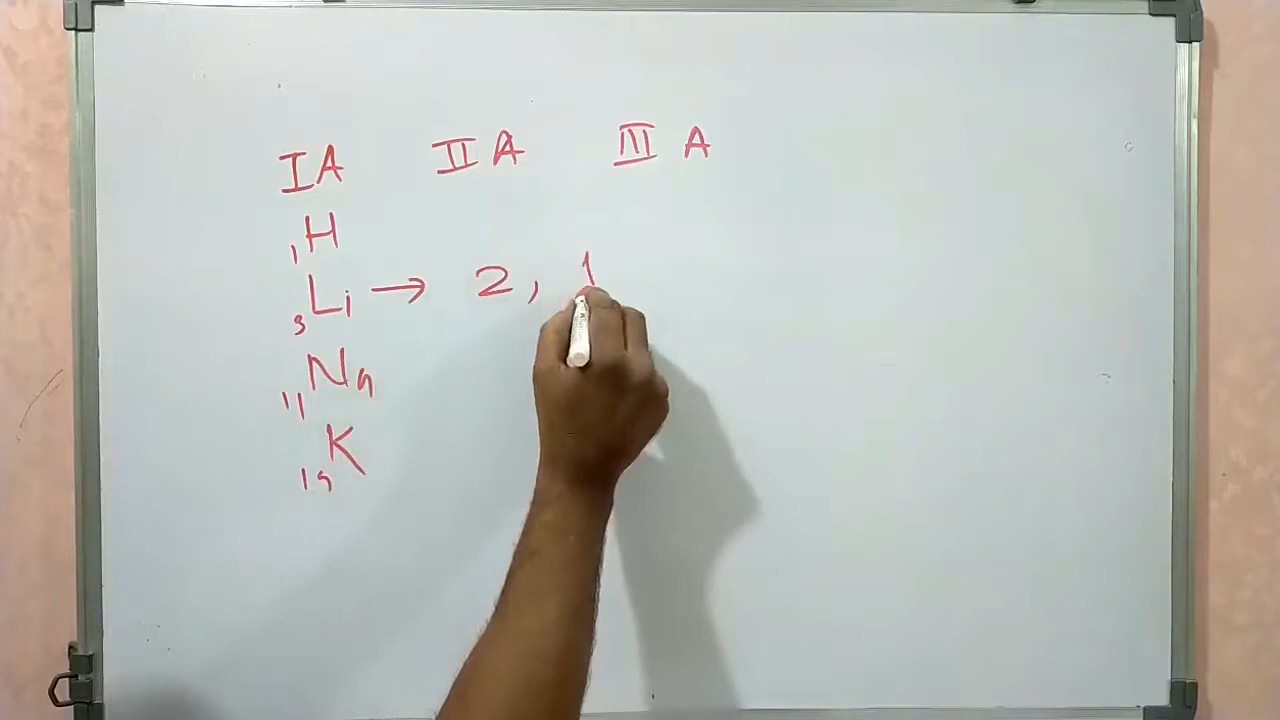 IA IIA III A
1H
3Li → 2, 1
11Na
19K